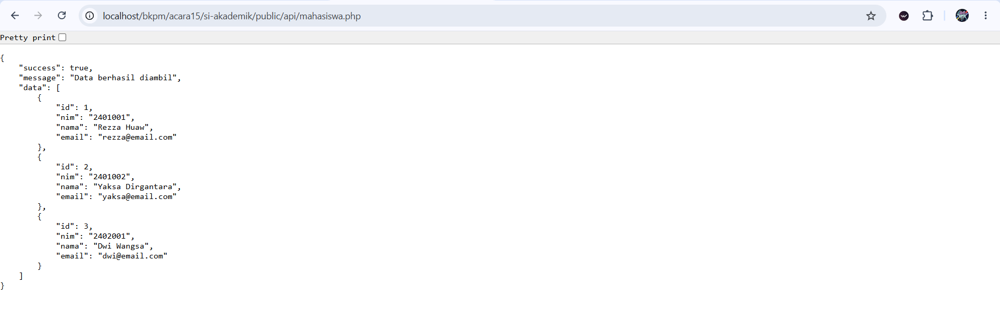 localhost/bkpm/acara15/si-akademik/public/api/mahasiswa.php
Pretty print
{
    "success": true,
    "message": "Data berhasil diambil",
    "data": [
        {
            "id": 1,
            "nim": "2401001",
            "nama": "Rezza Huaw",
            "email": "rezza@email.com"
        },
        {
            "id": 2,
            "nim": "2401002",
            "nama": "Yaksa Dirgantara",
            "email": "yaksa@email.com"
        },
        {
            "id": 3,
            "nim": "2402001",
            "nama": "Dwi Wangsa",
            "email": "dwi@email.com"
        }
    ]
}